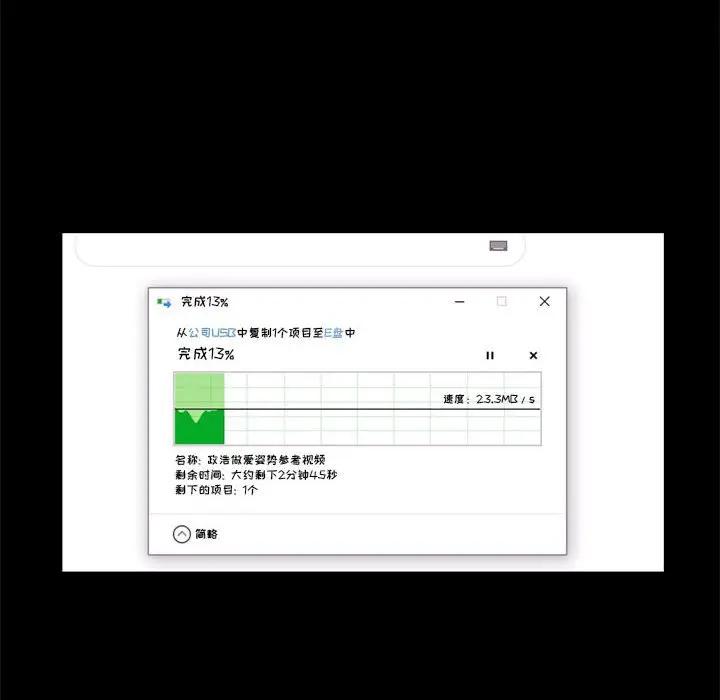 完成13%
从公司USB中复制1个项目至E盘中
完成13%
速度：23.3MB/s
名称：政浩做爱姿势参考视频
剩余时间：大约剩下2分钟45秒
剩下的项目：1个
简略